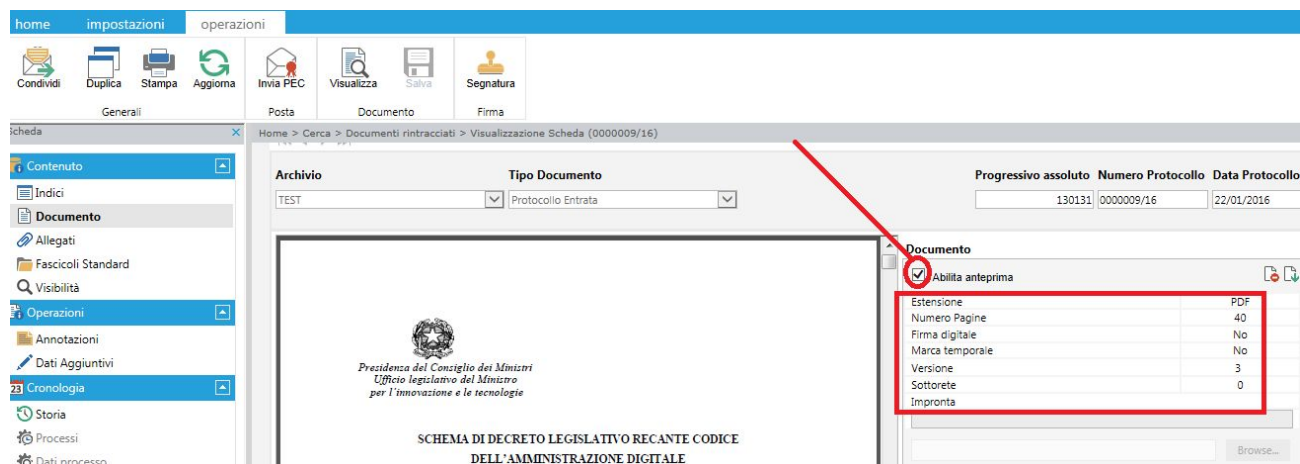 home impostazioni operazioni
Condividi Duplica Stampa Aggiorna Invia PEC Visualizza Salva Segnatura
Generali Posta Documento Firma
Scheda
Home > Cerca > Documenti rintracciati > Visualizzazione Scheda (0000009/16)
Contenuto
Indici
Documento
Allegati
Fascicoli Standard
Visibilità
Operazioni
Annotazioni
Dati Aggiuntivi
23 Cronologia
Storia
Processi
Dati processo
Archivio Tipo Documento Progressivo assoluto Numero Protocollo Data Protocollo
TEST Protocollo Entrata 130131 0000009/16 22/01/2016
Presidenza del Consiglio dei Ministri
Ufficio legislativo del Ministro
per l'innovazione e le tecnologie
SCHEMA DI DECRETO LEGISLATIVO RECANTE CODICE
DELL'AMMINISTRAZIONE DIGITALE
Documento
Abilita anteprima
Estensione PDF
Numero Pagine 40
Firma digitale No
Marca temporale No
Versione 3
Sottorete 0
Impronta
Browse...